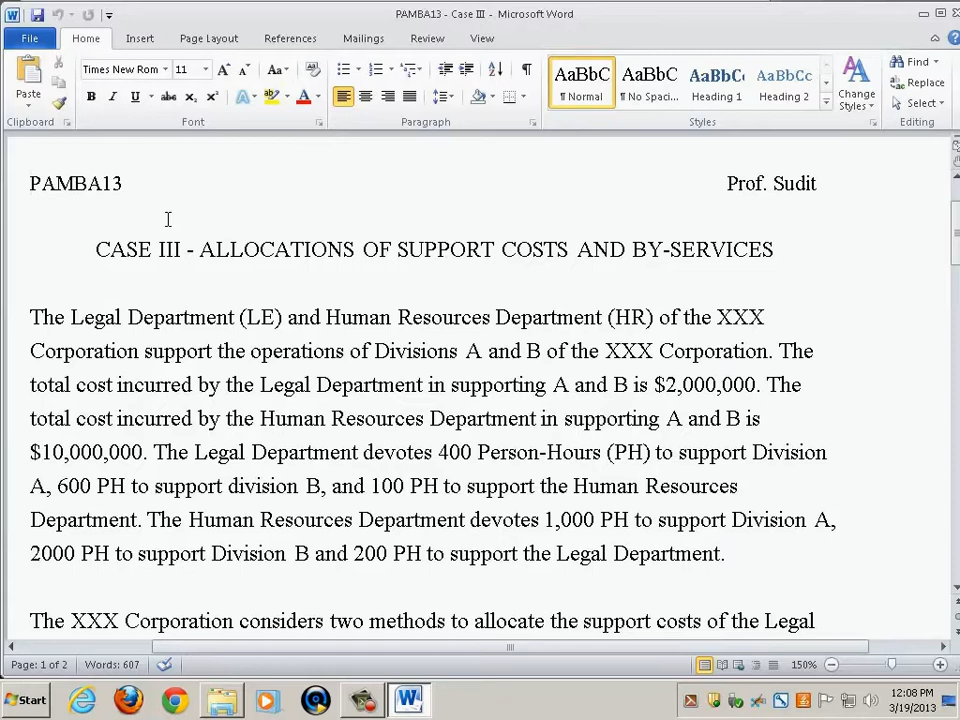 PAMBA13 - Case III - Microsoft Word
File Home Insert Page Layout References Mailings Review View
Times New Rom 11 Aa AaBbC AaBbC AaBbC AaBbCc Find
Paste B I U abc x₂ x² A A ¶ Normal ¶ No Spaci... Heading 1 Heading 2 Change Styles Replace
Select
Clipboard Font Paragraph Styles Editing
PAMBA13 Prof. Sudit
CASE III - ALLOCATIONS OF SUPPORT COSTS AND BY-SERVICES
The Legal Department (LE) and Human Resources Department (HR) of the XXX
Corporation support the operations of Divisions A and B of the XXX Corporation. The
total cost incurred by the Legal Department in supporting A and B is $2,000,000. The
total cost incurred by the Human Resources Department in supporting A and B is
$10,000,000. The Legal Department devotes 400 Person-Hours (PH) to support Division
A, 600 PH to support division B, and 100 PH to support the Human Resources
Department. The Human Resources Department devotes 1,000 PH to support Division A,
2000 PH to support Division B and 200 PH to support the Legal Department.
The XXX Corporation considers two methods to allocate the support costs of the Legal
Page: 1 of 2 Words: 607 150%
Start 12:08 PM
3/19/2013